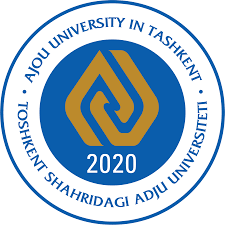 · AJOU UNIVERSITY IN TASHKENT ·
TOSHKENT SHAHRIDAGI ADJU UNIVERSITETI
2020